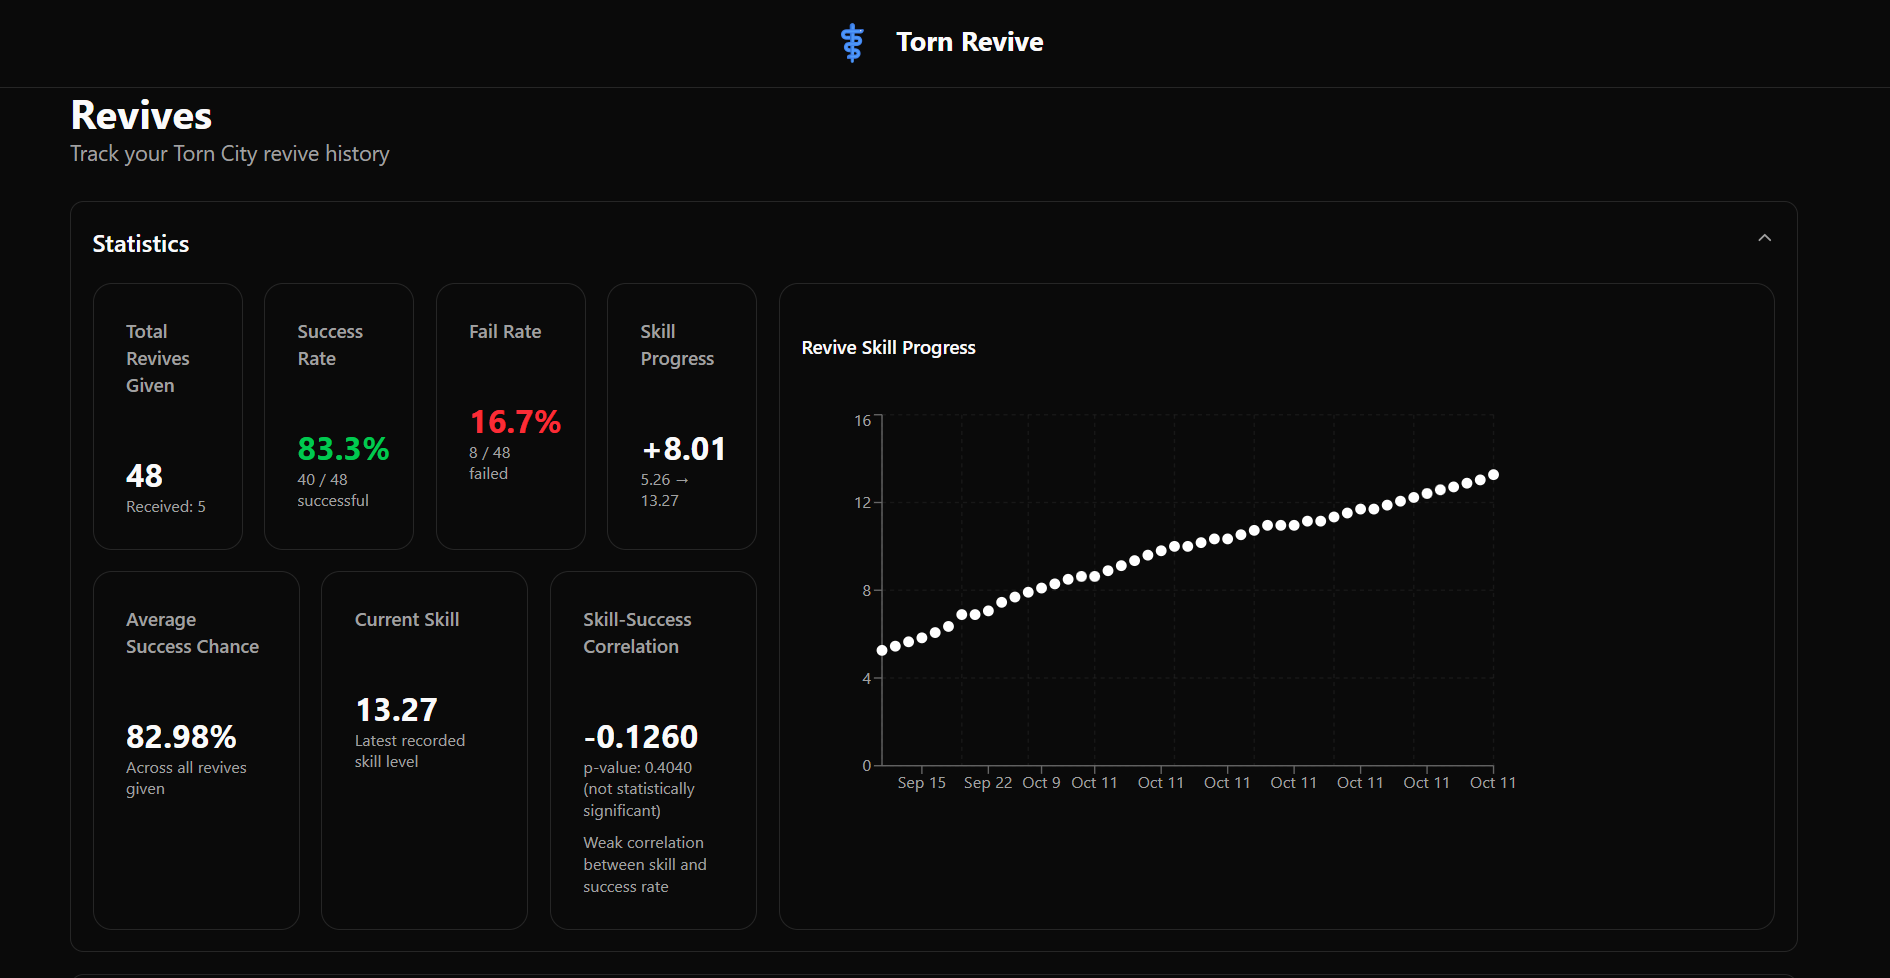 Torn Revive
Revives
Track your Torn City revive history
Statistics
Total
Revives
Given
48
Received: 5
Success
Rate
83.3%
40 / 48
successful
Fail Rate
16.7%
8 / 48
failed
Skill
Progress
+8.01
5.26 →
13.27
Average
Success Chance
82.98%
Across all revives
given
Current Skill
13.27
Latest recorded
skill level
Skill-Success
Correlation
-0.1260
p-value: 0.4040
(not statistically
significant)
Weak correlation
between skill and
success rate
Revive Skill Progress
16
12
8
4
0
Sep 15 Sep 22 Oct 9 Oct 11 Oct 11 Oct 11 Oct 11 Oct 11 Oct 11 Oct 11